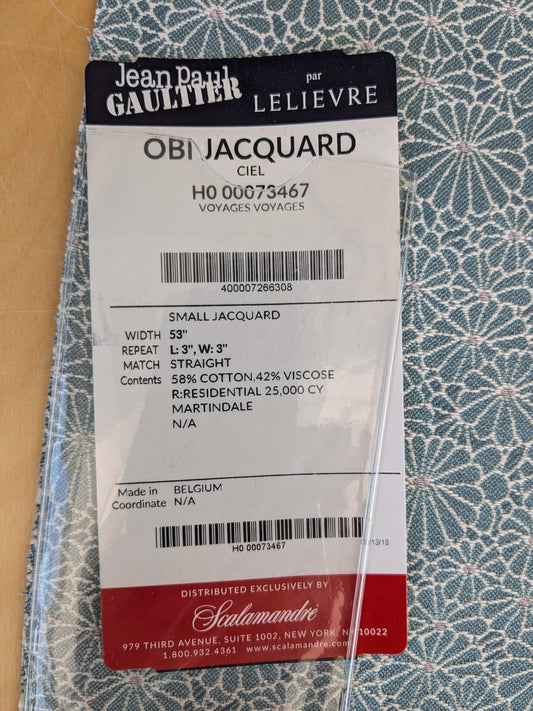 Jean Paul
GAULTIER
par
LELIEVRE
OBI JACQUARD
CIEL
H0 00073467
VOYAGES VOYAGES
400007266308
SMALL JACQUARD
WIDTH 53"
REPEAT L: 3", W: 3"
MATCH STRAIGHT
Contents 58% COTTON,42% VISCOSE
R:RESIDENTIAL 25,000 CY
MARTINDALE
N/A
Made in BELGIUM
Coordinate N/A
H0 00073467
DISTRIBUTED EXCLUSIVELY BY
Scalamandré
979 THIRD AVENUE, SUITE 1002, NEW YORK, NY 10022
1.800.932.4361 www.scalamandre.com